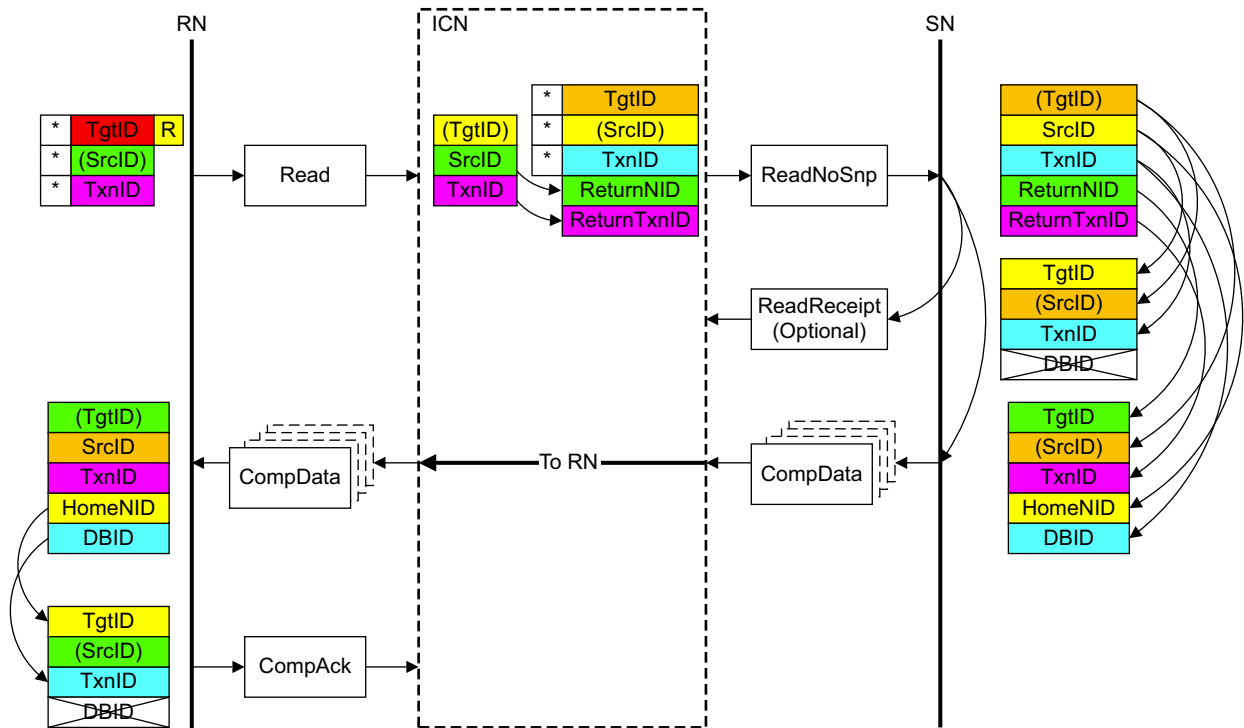 RN
ICN
SN
* TgtID R
* (SrcID)
* TxnID
Read
(TgtID)
SrcID
TxnID
* TgtID
* (SrcID)
* TxnID
ReturnNID
ReturnTxnID
ReadNoSnp
(TgtID)
SrcID
TxnID
ReturnNID
ReturnTxnID
ReadReceipt
(Optional)
TgtID
(SrcID)
TxnID
DBID
(TgtID)
SrcID
TxnID
HomeNID
DBID
CompData
To RN
CompData
TgtID
(SrcID)
TxnID
HomeNID
DBID
TgtID
(SrcID)
TxnID
DBID
CompAck